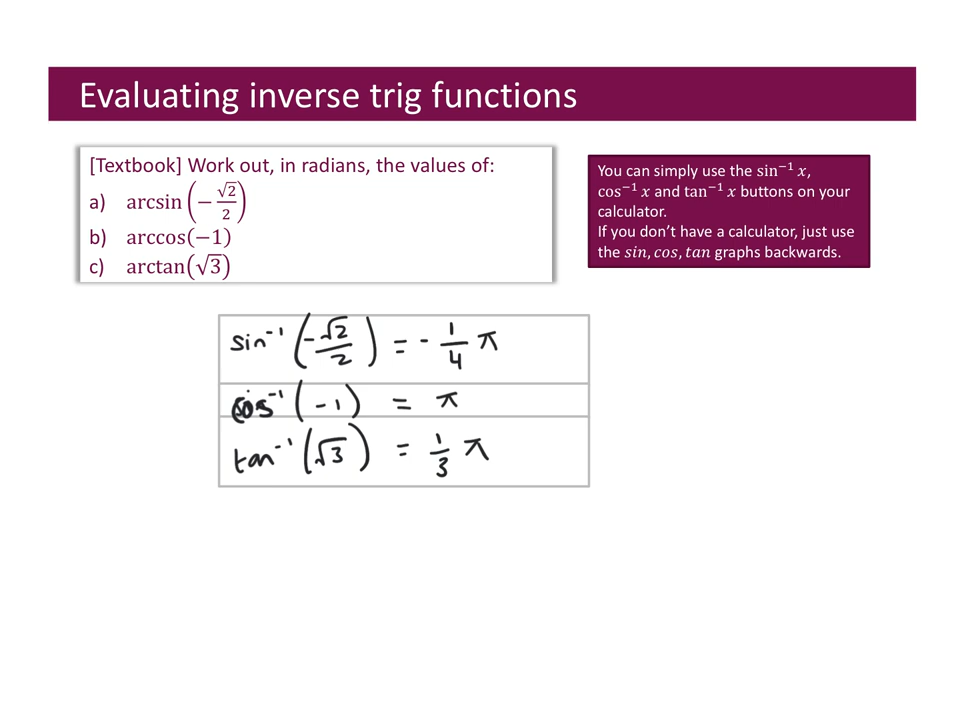 Evaluating inverse trig functions
[Textbook] Work out, in radians, the values of:
a) arcsin(−√2/2)
b) arccos(−1)
c) arctan(√3)
You can simply use the sin⁻¹ x,
cos⁻¹ x and tan⁻¹ x buttons on your
calculator.
If you don’t have a calculator, just use
the sin, cos, tan graphs backwards.
sin⁻¹(-√2/2) = - 1/4 π
cos⁻¹(-1) = π
tan⁻¹(√3) = 1/3 π